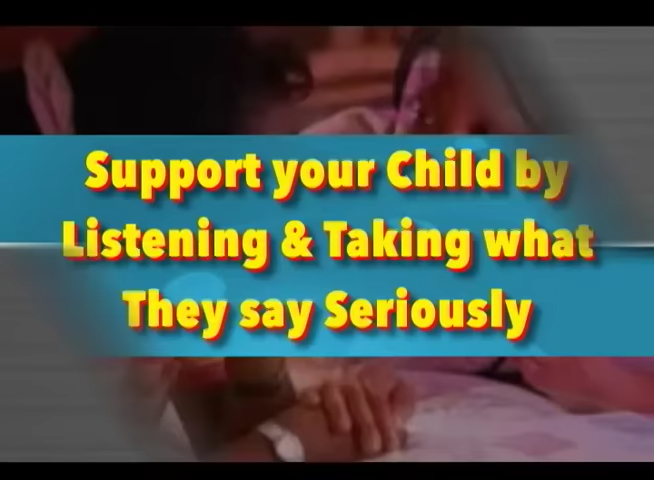 Support your Child by
Listening & Taking what
They say Seriously